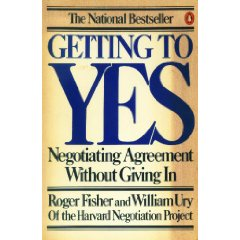 The National Bestseller
GETTING TO
YES
Negotiating Agreement
Without Giving In
Roger Fisher and William Ury
Of the Harvard Negotiation Project